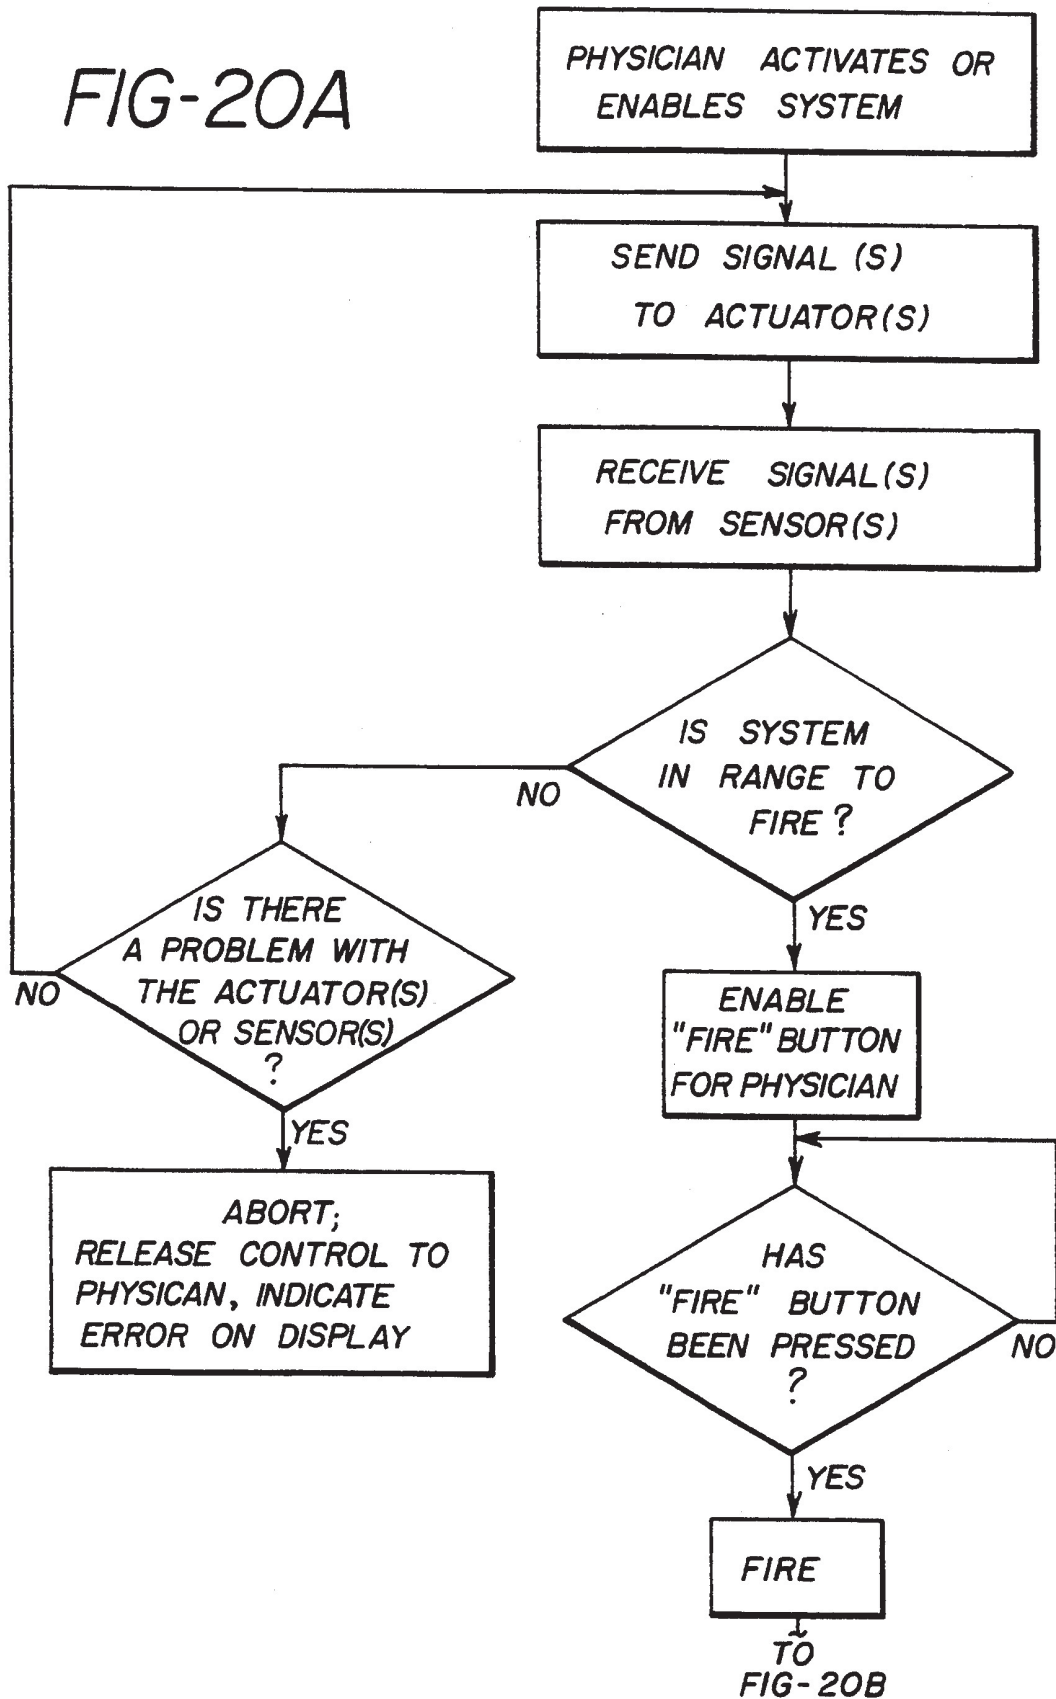 FIG-20A
PHYSICIAN ACTIVATES OR
ENABLES SYSTEM
SEND SIGNAL (S)
TO ACTUATOR(S)
RECEIVE SIGNAL(S)
FROM SENSOR(S)
IS SYSTEM
IN RANGE TO
FIRE ?
NO
YES
IS THERE
A PROBLEM WITH
THE ACTUATOR(S)
OR SENSOR(S)
?
NO
YES
ABORT;
RELEASE CONTROL TO
PHYSICAN, INDICATE
ERROR ON DISPLAY
ENABLE
"FIRE" BUTTON
FOR PHYSICIAN
HAS
"FIRE" BUTTON
BEEN PRESSED
?
NO
YES
FIRE
TO
FIG-20B